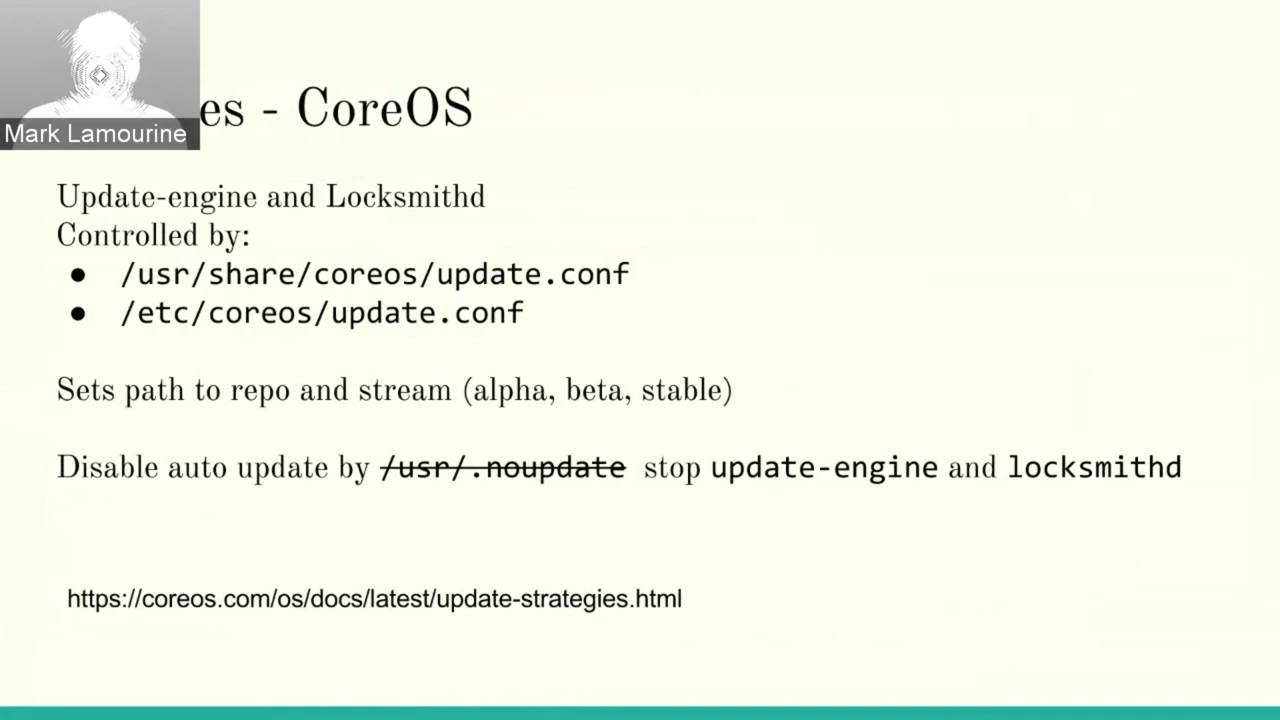 es - CoreOS
Mark Lamourine
Update-engine and Locksmithd
Controlled by:
● /usr/share/coreos/update.conf
● /etc/coreos/update.conf
Sets path to repo and stream (alpha, beta, stable)
Disable auto update by /usr/.noupdate stop update-engine and locksmithd
https://coreos.com/os/docs/latest/update-strategies.html